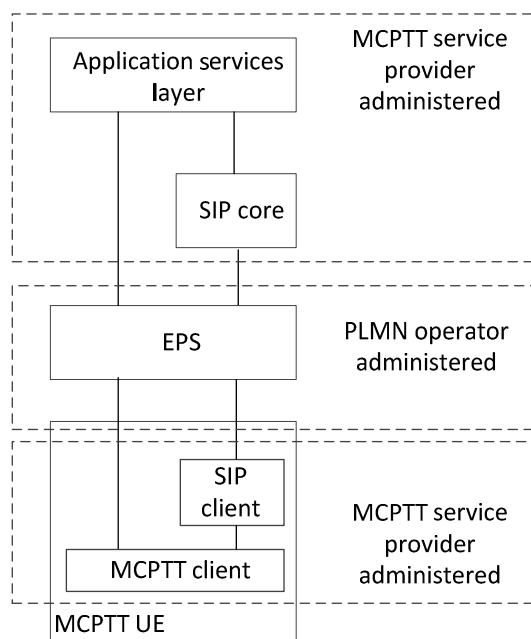 Application services
layer
MCPTT service
provider
administered
SIP core
EPS
PLMN operator
administered
SIP
client
MCPTT client
MCPTT service
provider
administered
MCPTT UE